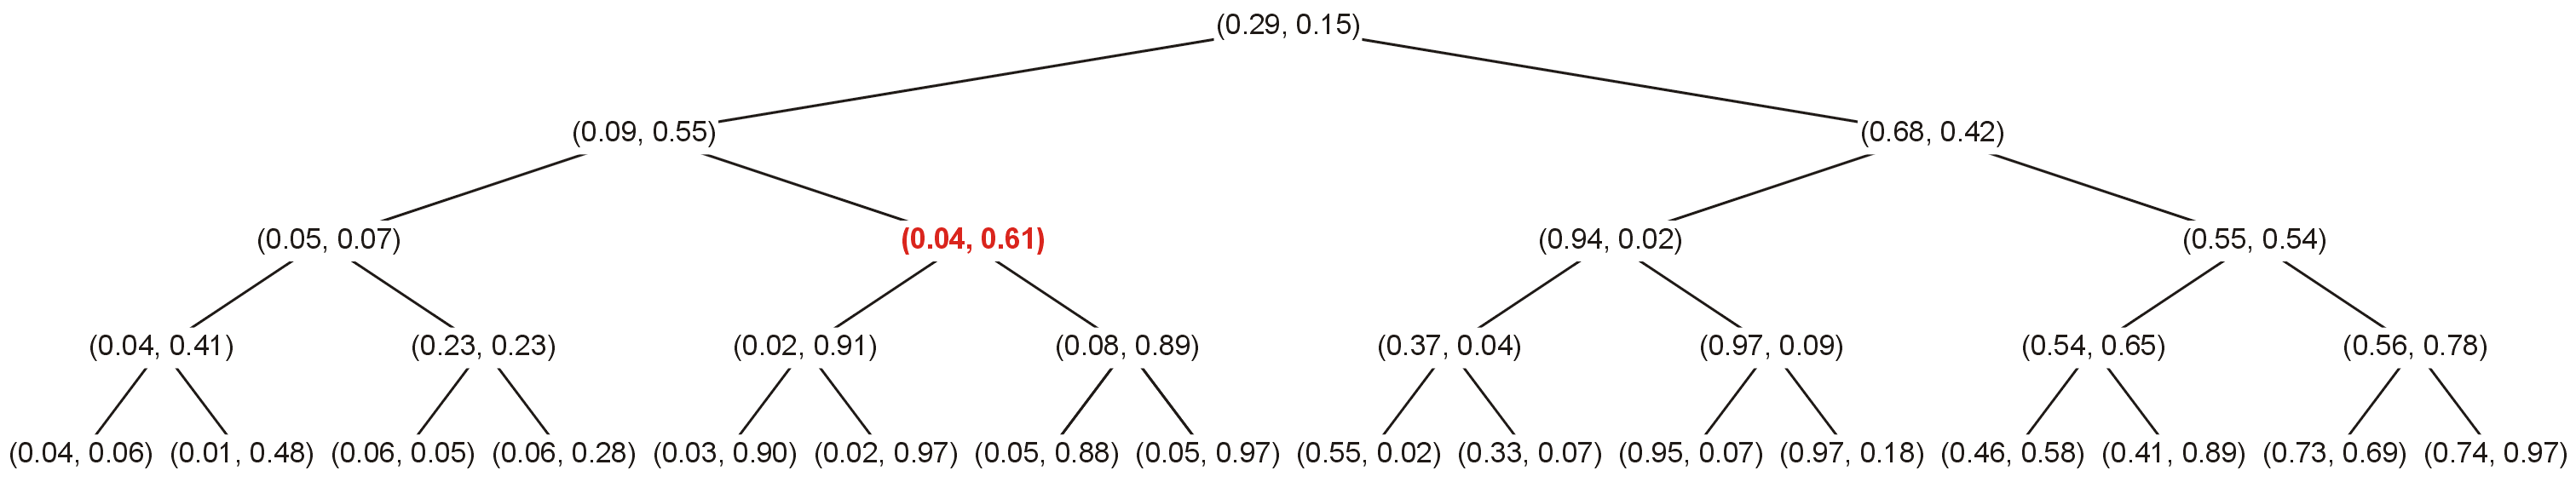 (0.29, 0.15)
(0.09, 0.55) (0.68, 0.42)
(0.05, 0.07) (0.04, 0.61) (0.94, 0.02) (0.55, 0.54)
(0.04, 0.41) (0.23, 0.23) (0.02, 0.91) (0.08, 0.89) (0.37, 0.04) (0.97, 0.09) (0.54, 0.65) (0.56, 0.78)
(0.04, 0.06) (0.01, 0.48) (0.06, 0.05) (0.06, 0.28) (0.03, 0.90) (0.02, 0.97) (0.05, 0.88) (0.05, 0.97) (0.55, 0.02) (0.33, 0.07) (0.95, 0.07) (0.97, 0.18) (0.46, 0.58) (0.41, 0.89) (0.73, 0.69) (0.74, 0.97)